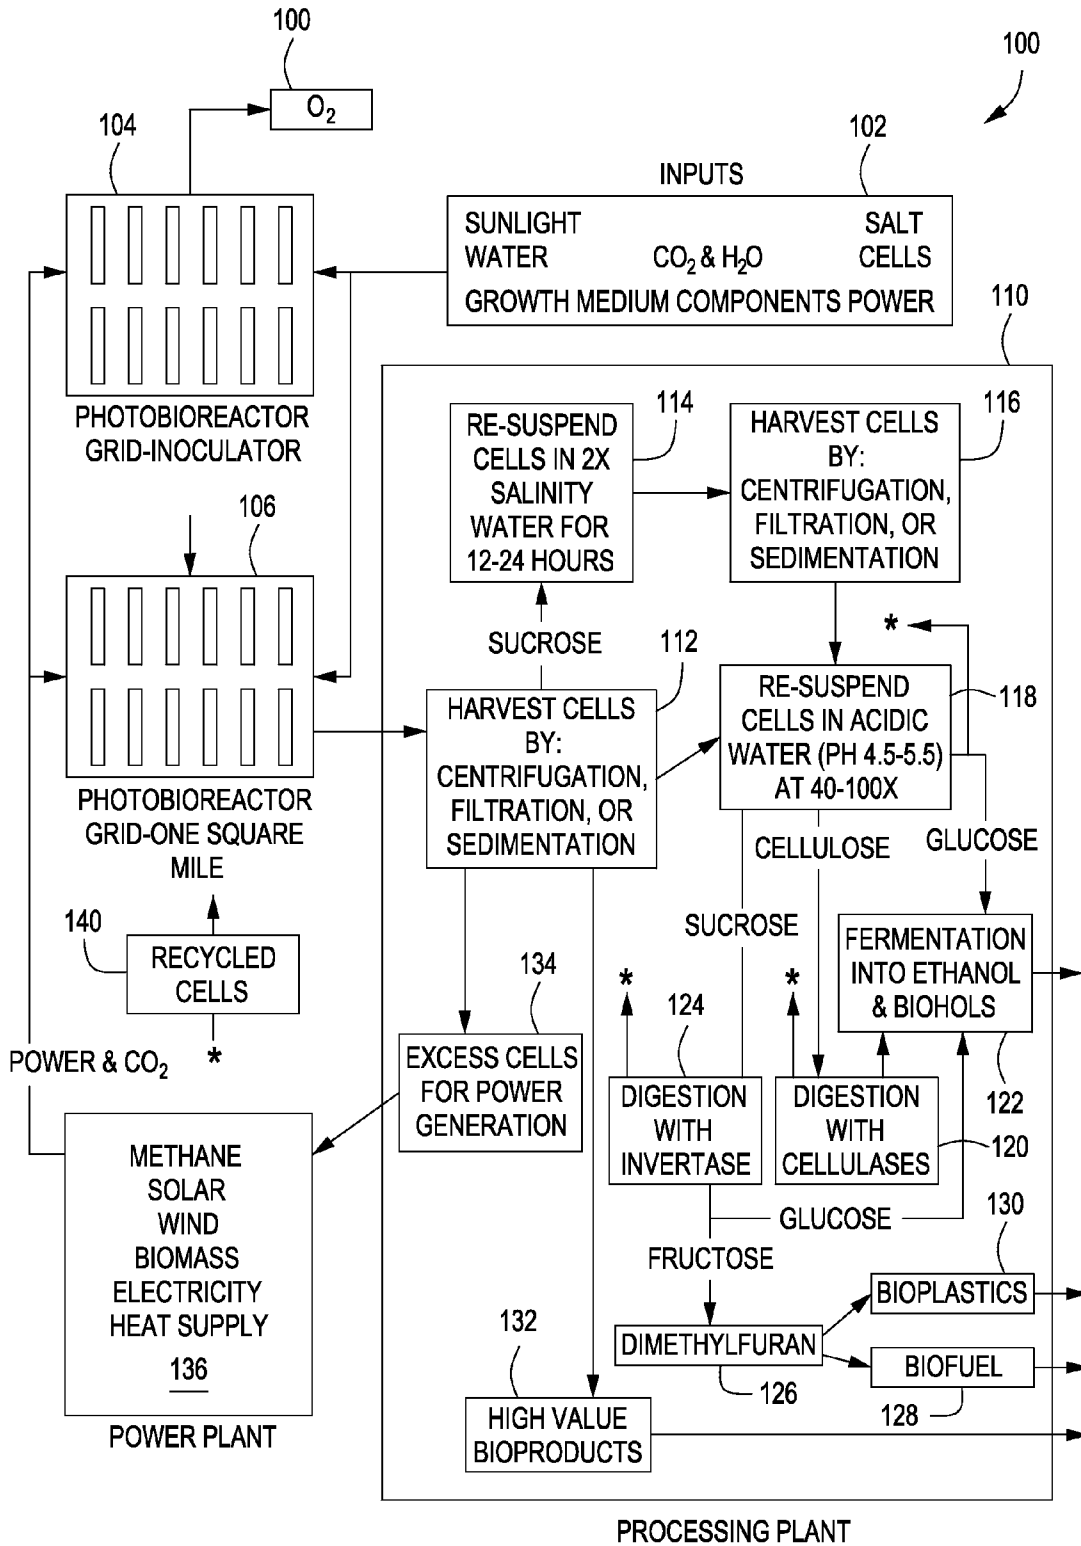 100
100
O2
104
102
INPUTS
SUNLIGHT SALT
WATER CO2 & H2O CELLS
GROWTH MEDIUM COMPONENTS POWER
110
PHOTOBIOREACTOR
GRID-INOCULATOR
114
RE-SUSPEND
CELLS IN 2X
SALINITY
WATER FOR
12-24 HOURS
116
HARVEST CELLS
BY:
CENTRIFUGATION,
FILTRATION, OR
SEDIMENTATION
106
*
SUCROSE
112
HARVEST CELLS
BY:
CENTRIFUGATION,
FILTRATION, OR
SEDIMENTATION
RE-SUSPEND
CELLS IN ACIDIC
WATER (PH 4.5-5.5)
AT 40-100X
118
PHOTOBIOREACTOR
GRID-ONE SQUARE
MILE
CELLULOSE
GLUCOSE
SUCROSE
140
RECYCLED
CELLS
*
134
EXCESS CELLS
FOR POWER
GENERATION
*
124
DIGESTION
WITH
INVERTASE
*
DIGESTION
WITH
CELLULASES
120
FERMENTATION
INTO ETHANOL
& BIOHOLS
122
POWER & CO2
METHANE
SOLAR
WIND
BIOMASS
ELECTRICITY
HEAT SUPPLY
136
POWER PLANT
GLUCOSE
FRUCTOSE
130
BIOPLASTICS
DIMETHYLFURAN
126
BIOFUEL
128
132
HIGH VALUE
BIOPRODUCTS
PROCESSING PLANT